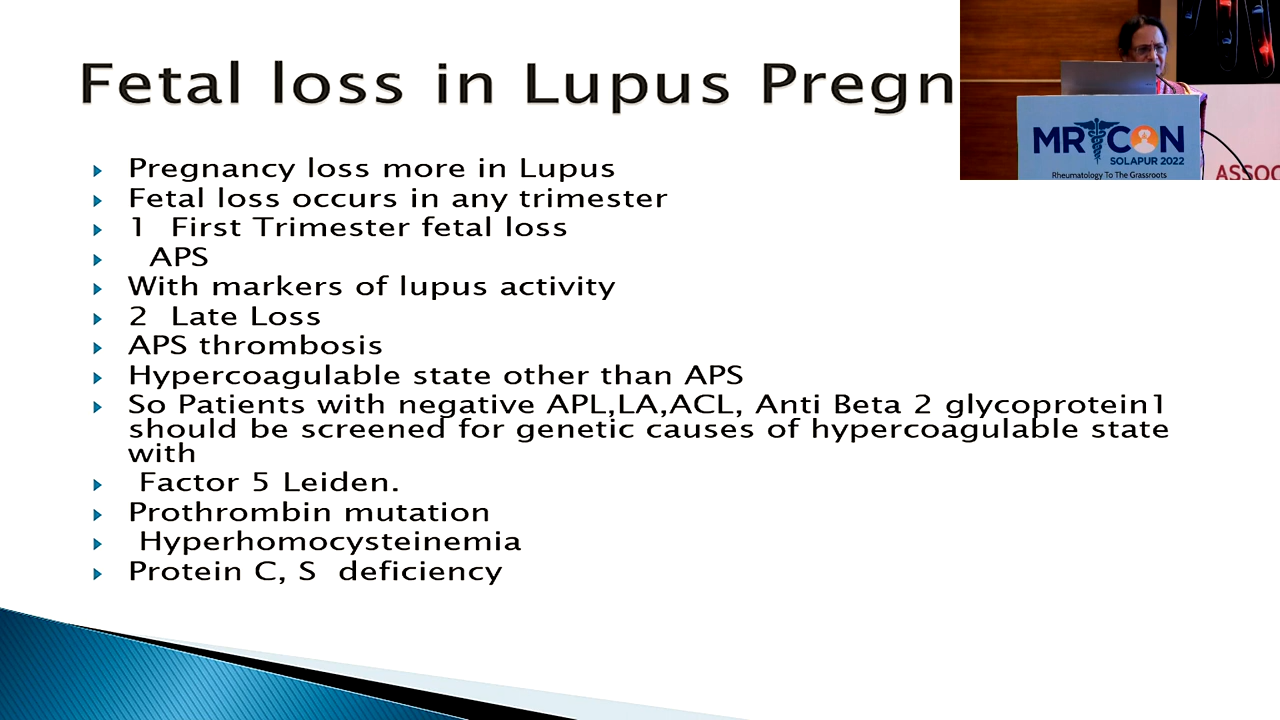 Fetal loss in Lupus Pregn
Pregnancy loss more in Lupus
Fetal loss occurs in any trimester
1 First Trimester fetal loss
APS
With markers of lupus activity
2 Late Loss
APS thrombosis
Hypercoagulable state other than APS
So Patients with negative APL,LA,ACL, Anti Beta 2 glycoprotein1
should be screened for genetic causes of hypercoagulable state
with
Factor 5 Leiden.
Prothrombin mutation
Hyperhomocysteinemia
Protein C, S deficiency
MR CON
SOLAPUR 2022
Rheumatology To The Grassroots
ASSOC